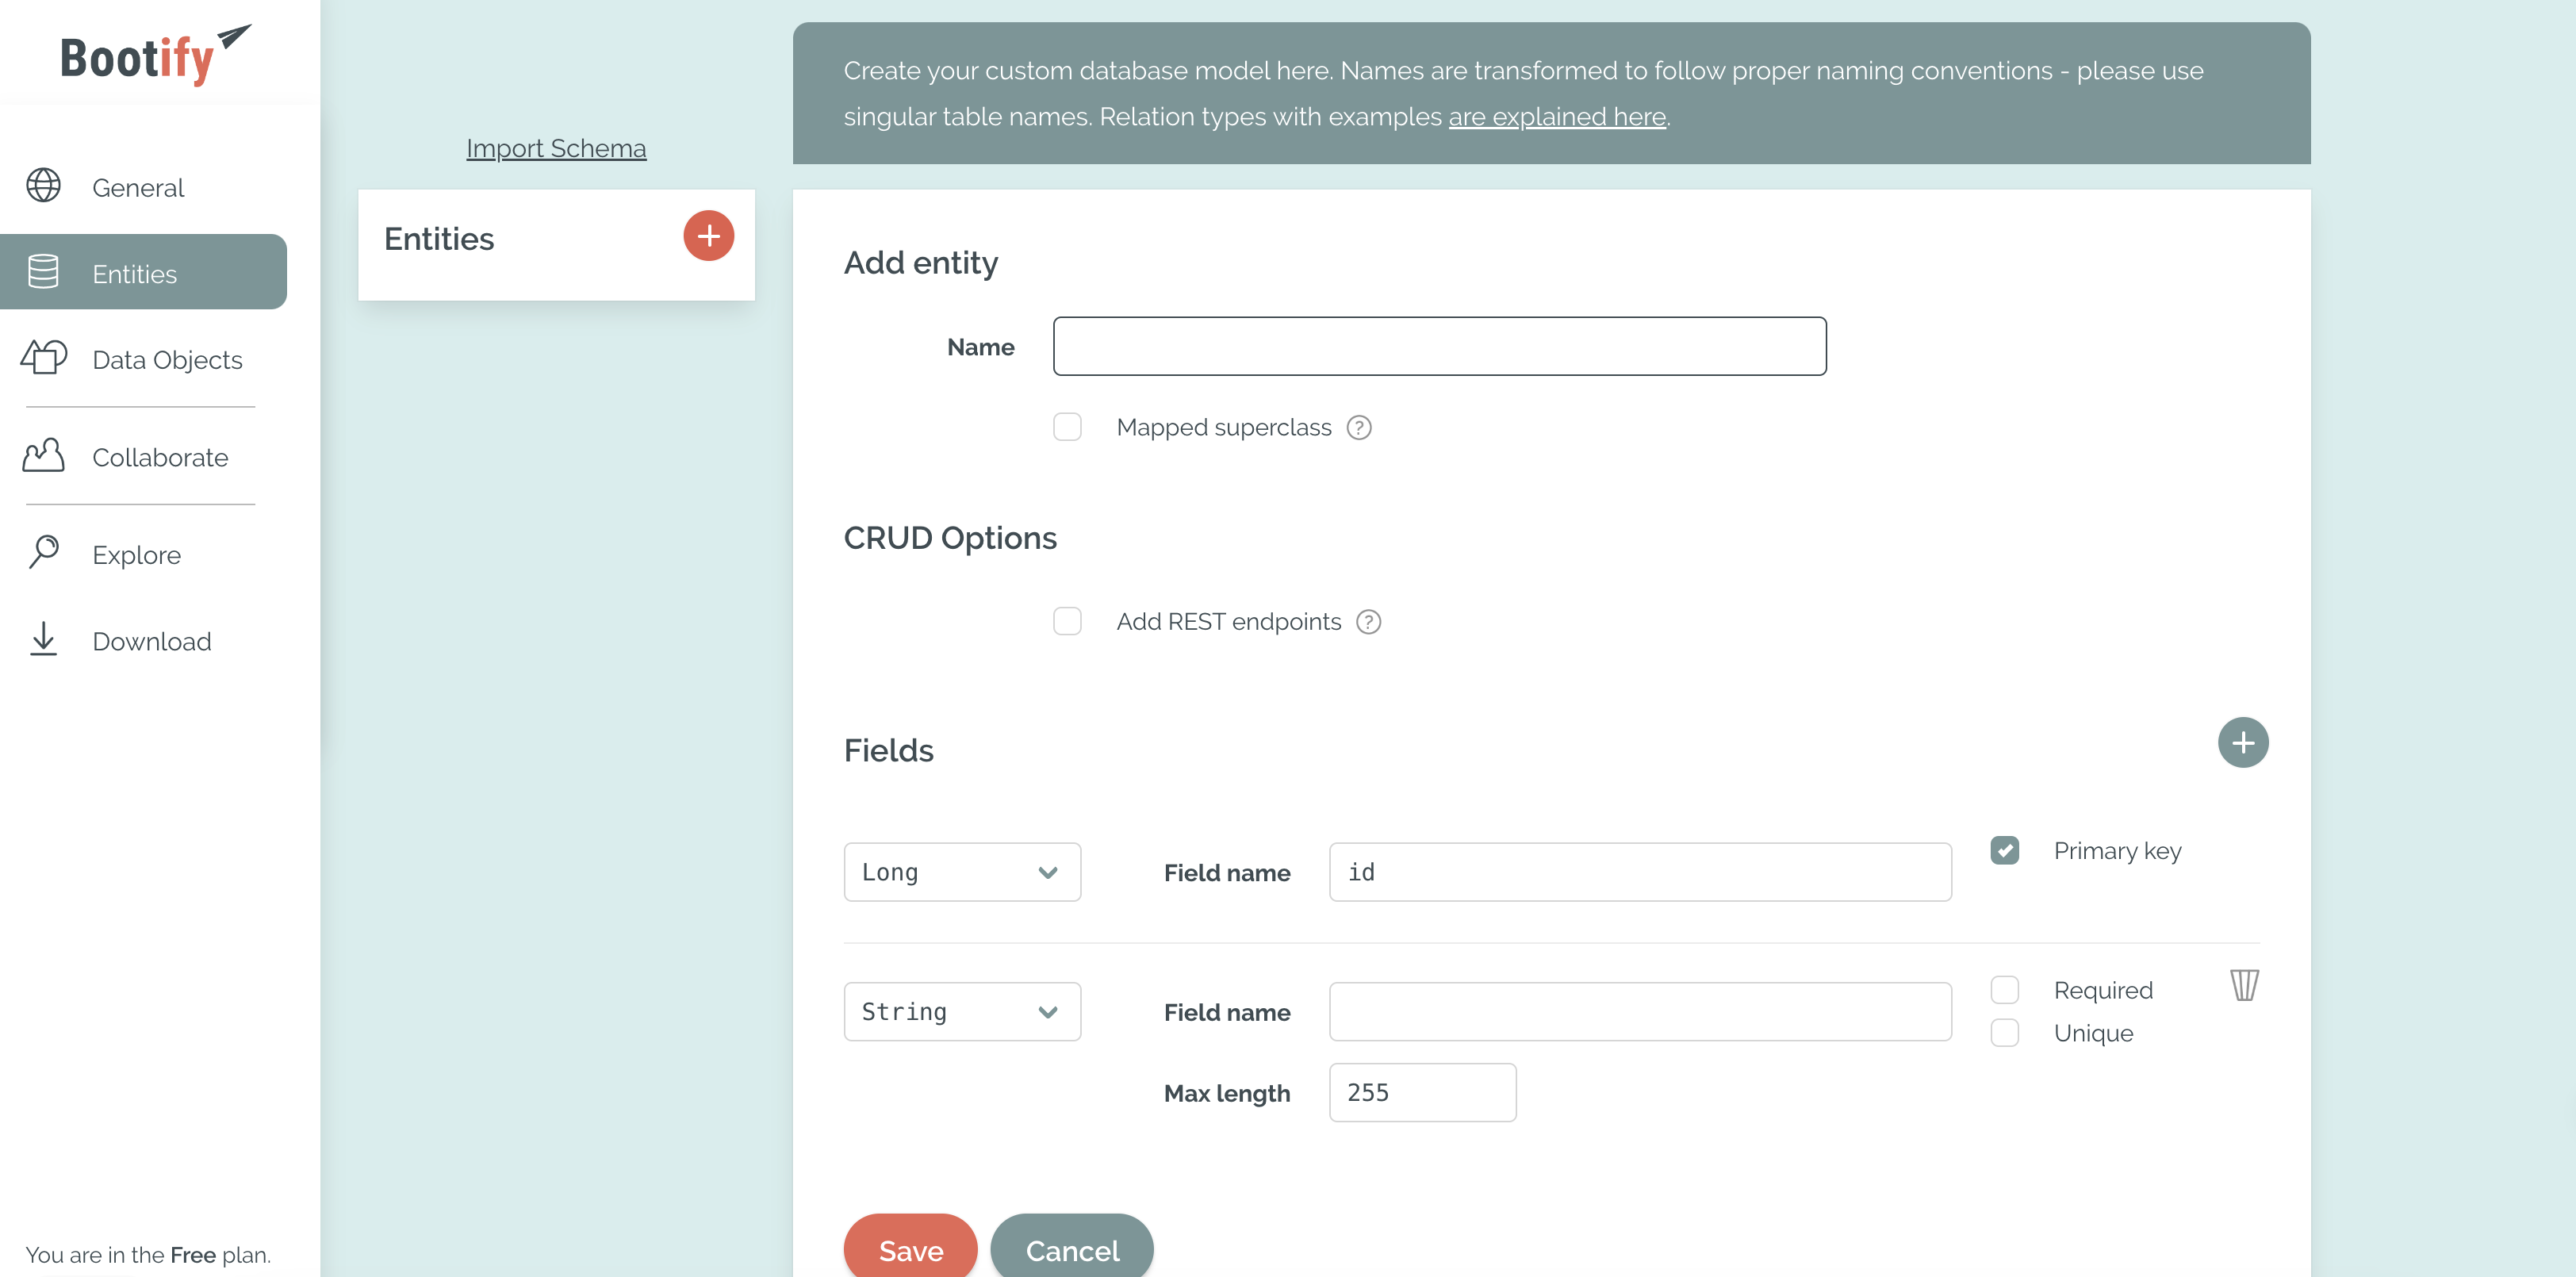 Bootify
General
Entities
Data Objects
Collaborate
Explore
Download
You are in the Free plan.
Import Schema
Entities
Create your custom database model here. Names are transformed to follow proper naming conventions - please use
singular table names. Relation types with examples are explained here.
Add entity
Name
Mapped superclass ?
CRUD Options
Add REST endpoints ?
Fields
Long Field name id Primary key
String Field name Required
Unique
Max length 255
Save Cancel